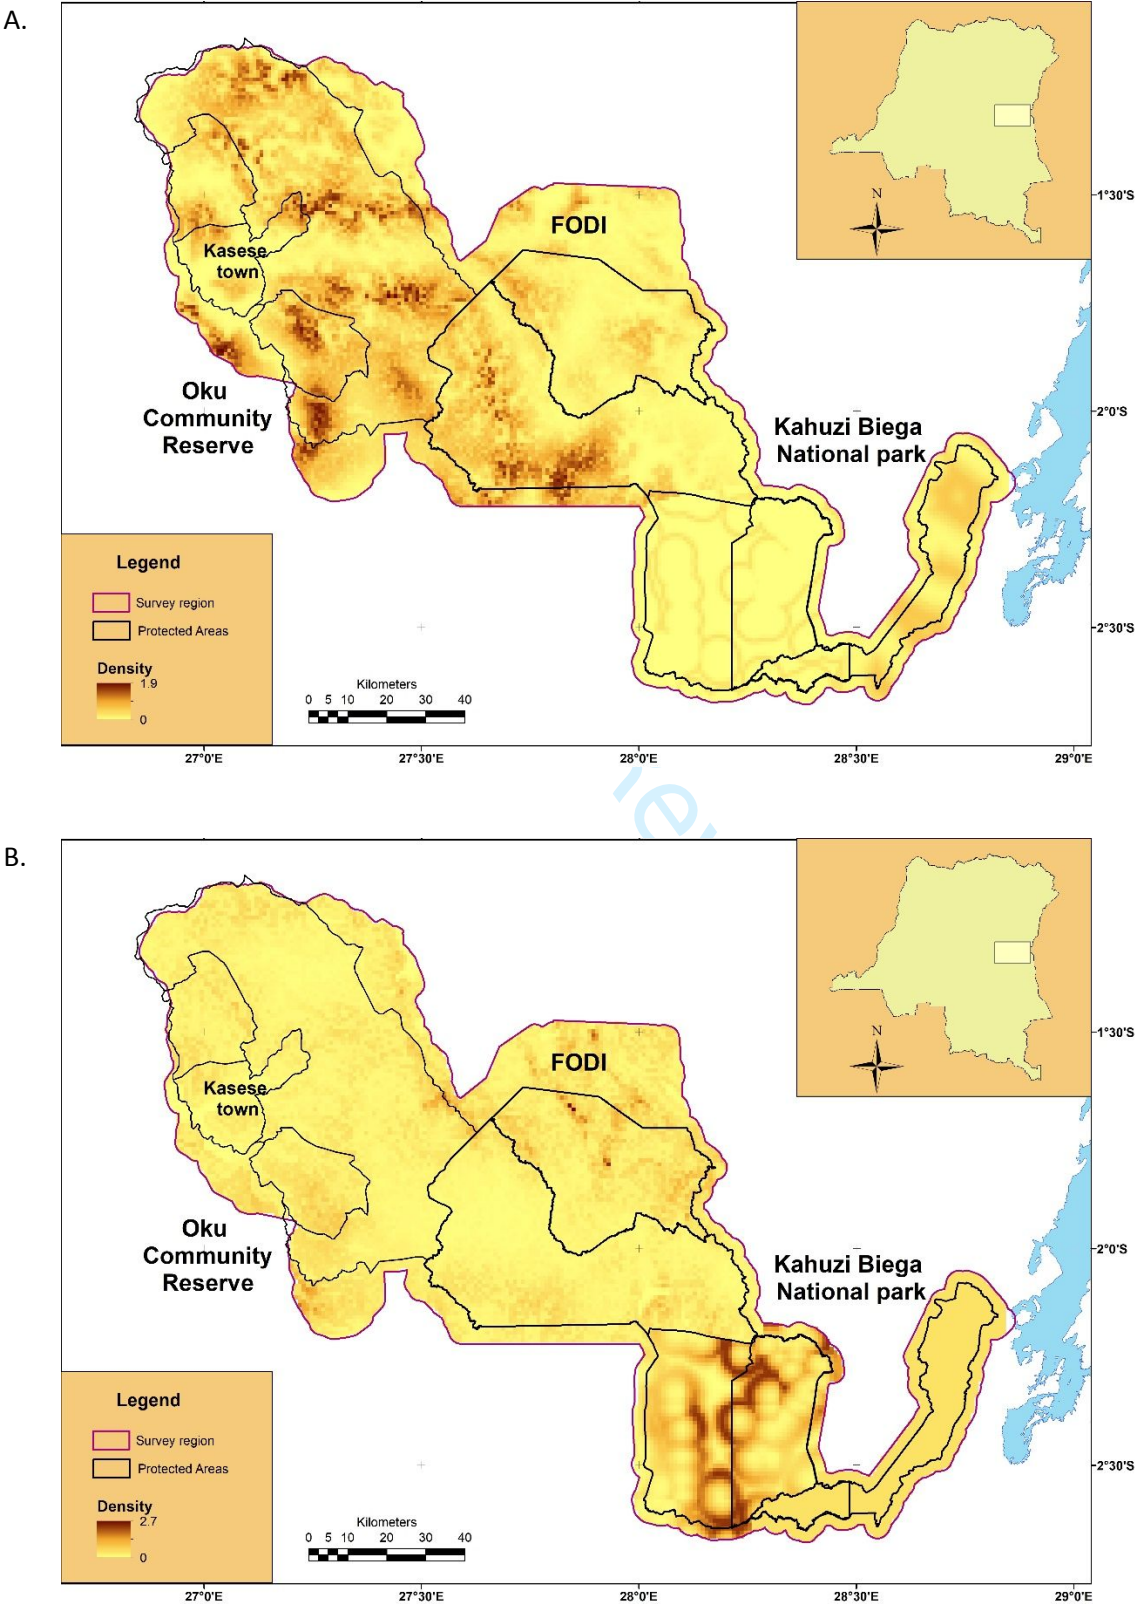 A.
N
FODI
1°30'S
Kasese
town
Oku
Community
Reserve
2°0'S
Kahuzi Biega
National park
Legend
Survey region
Protected Areas
Density
1.9
0
2°30'S
Kilometers
0 5 10 20 30 40
27°0'E 27°30'E 28°0'E 28°30'E 29°0'E
B.
N
FODI
1°30'S
Kasese
town
Oku
Community
Reserve
2°0'S
Kahuzi Biega
National park
Legend
Survey region
Protected Areas
Density
2.7
0
2°30'S
Kilometers
0 5 10 20 30 40
27°0'E 27°30'E 28°0'E 28°30'E 29°0'E